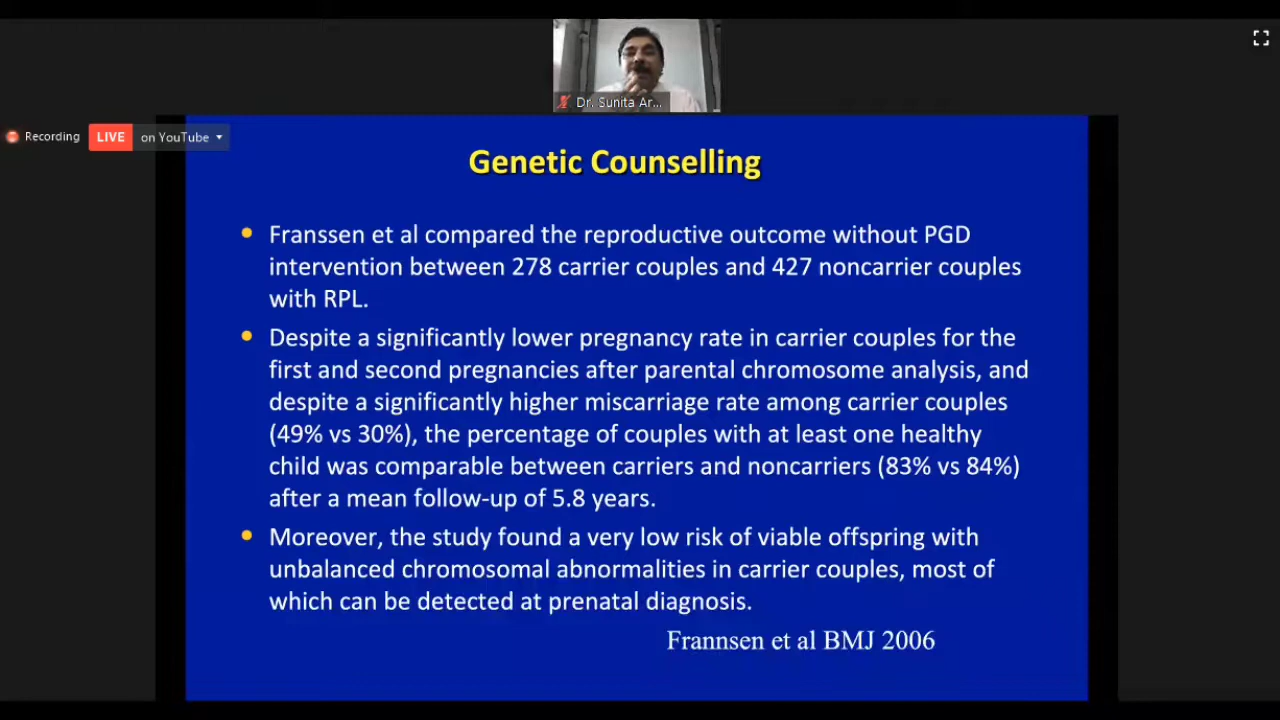 Dr. Sunita Ar...
Recording
LIVE
on YouTube
Genetic Counselling
• Franssen et al compared the reproductive outcome without PGD
intervention between 278 carrier couples and 427 noncarrier couples
with RPL.
• Despite a significantly lower pregnancy rate in carrier couples for the
first and second pregnancies after parental chromosome analysis, and
despite a significantly higher miscarriage rate among carrier couples
(49% vs 30%), the percentage of couples with at least one healthy
child was comparable between carriers and noncarriers (83% vs 84%)
after a mean follow-up of 5.8 years.
• Moreover, the study found a very low risk of viable offspring with
unbalanced chromosomal abnormalities in carrier couples, most of
which can be detected at prenatal diagnosis.
Frannsen et al BMJ 2006